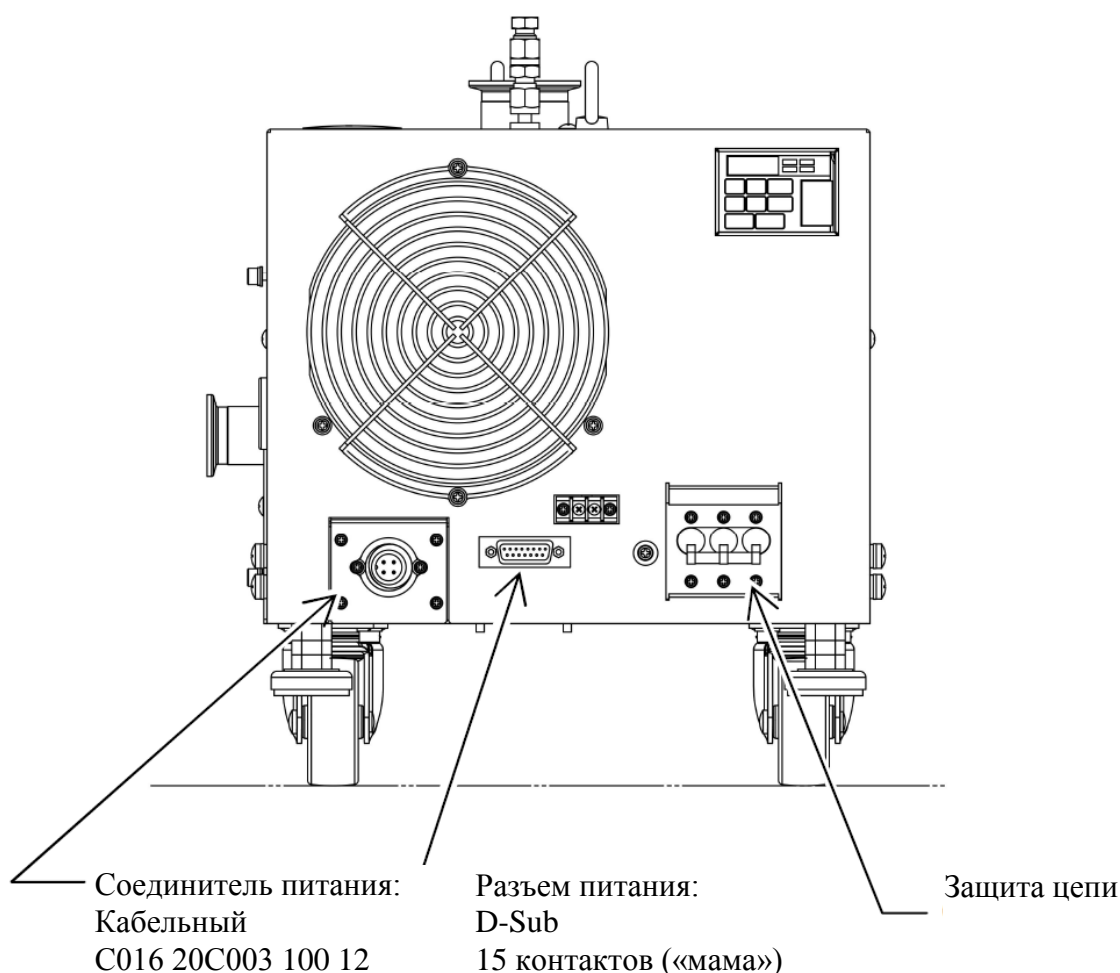 Соединитель питания:
Кабельный
C016 20C003 100 12
Разъем питания:
D-Sub
15 контактов («мама»)
Защита цепи